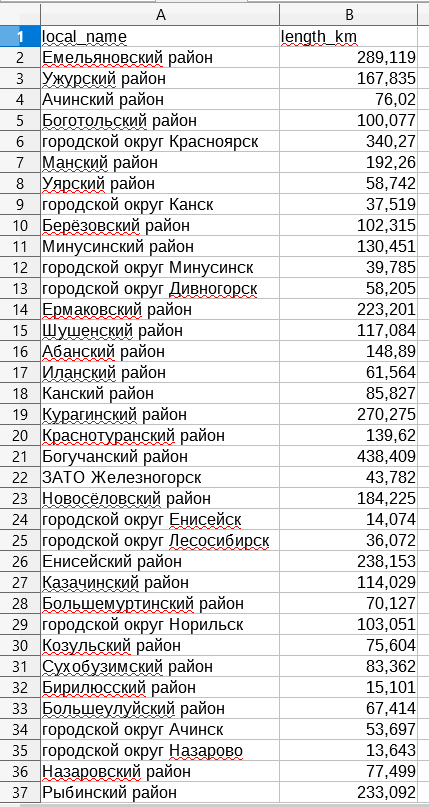 A B
1 local_name length_km
2 Емельяновский район 289,119
3 Ужурский район 167,835
4 Ачинский район 76,02
5 Боготольский район 100,077
6 городской округ Красноярск 340,27
7 Манский район 192,26
8 Уярский район 58,742
9 городской округ Канск 37,519
10 Берёзовский район 102,315
11 Минусинский район 130,451
12 городской округ Минусинск 39,785
13 городской округ Дивногорск 58,205
14 Ермаковский район 223,201
15 Шушенский район 117,084
16 Абанский район 148,89
17 Иланский район 61,564
18 Канский район 85,827
19 Курагинский район 270,275
20 Краснотуранский район 139,62
21 Богучанский район 438,409
22 ЗАТО Железногорск 43,782
23 Новосёловский район 184,225
24 городской округ Енисейск 14,074
25 городской округ Лесосибирск 36,072
26 Енисейский район 238,153
27 Казачинский район 114,029
28 Большемуртинский район 70,127
29 городской округ Норильск 103,051
30 Козульский район 75,604
31 Сухобузимский район 83,362
32 Бирилюсский район 15,101
33 Большеулуйский район 67,414
34 городской округ Ачинск 53,697
35 городской округ Назарово 13,643
36 Назаровский район 77,499
37 Рыбинский район 233,092